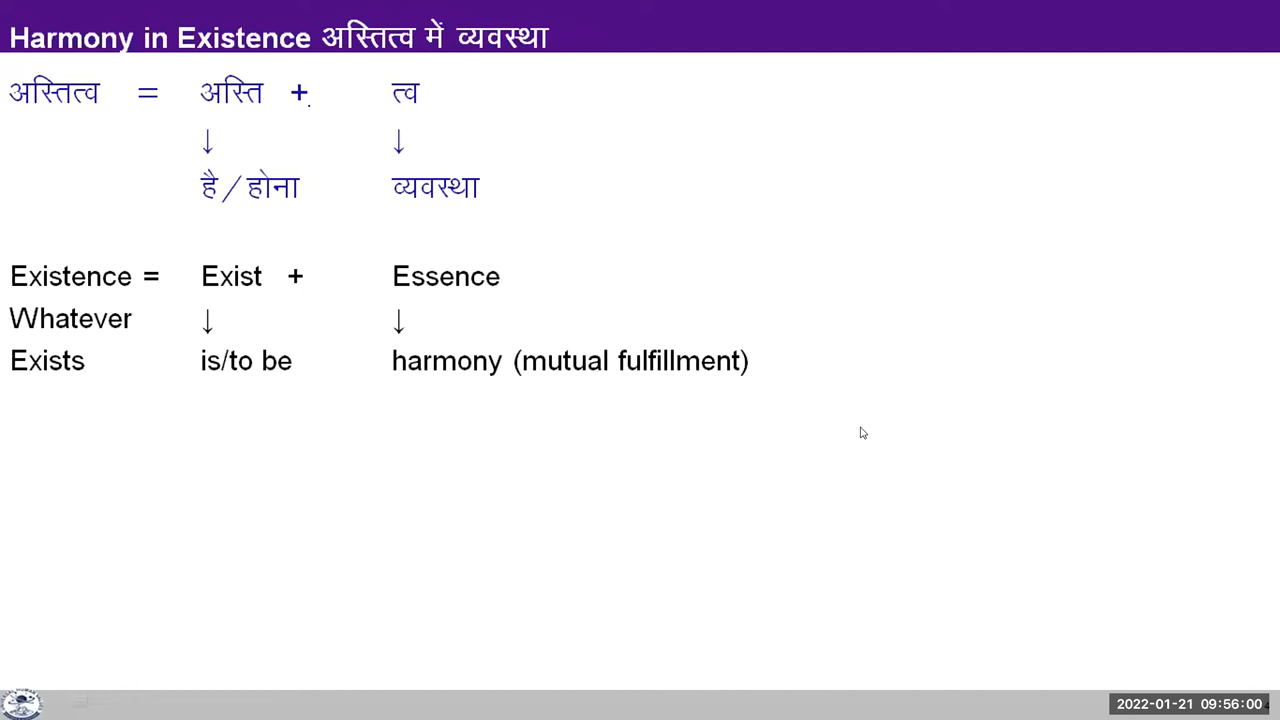 Harmony in Existence अस्तित्व में व्यवस्था
अस्तित्व = अस्ति + त्व
↓ ↓
है/होना व्यवस्था
Existence = Exist + Essence
Whatever ↓ ↓
Exists is/to be harmony (mutual fulfillment)
2022-01-21 09:56:00